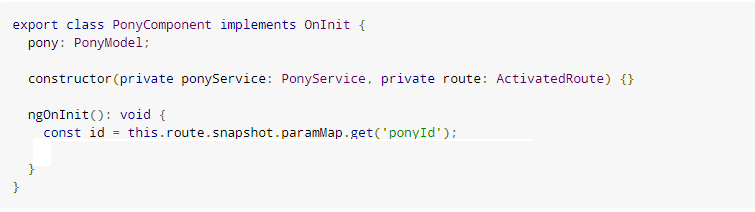 export class PonyComponent implements OnInit {
pony: PonyModel;
constructor(private ponyService: PonyService, private route: ActivatedRoute) {}
ngOnInit(): void {
const id = this.route.snapshot.paramMap.get('ponyId');
}
}